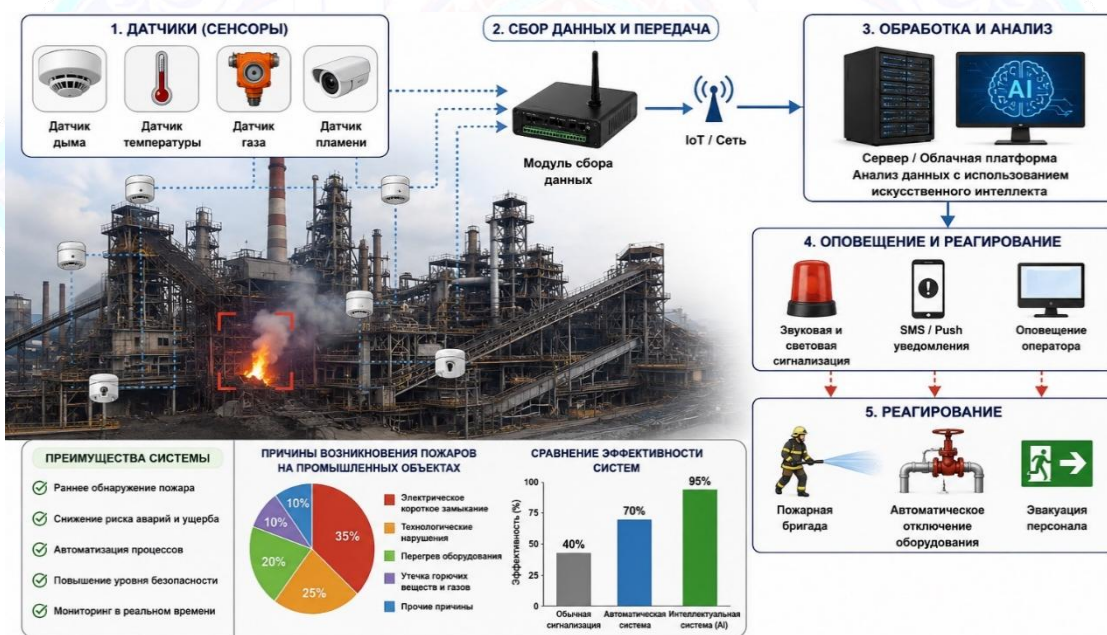 1. ДАТЧИКИ (СЕНСОРЫ)
Датчик
дыма
Датчик
температуры
Датчик
газа
Датчик
пламени
2. СБОР ДАННЫХ И ПЕРЕДАЧА
Модуль сбора
данных
IoT / Сеть
3. ОБРАБОТКА И АНАЛИЗ
AI
Сервер / Облачная платформа
Анализ данных с использованием
искусственного интеллекта
4. ОПОВЕЩЕНИЕ И РЕАГИРОВАНИЕ
Звуковая и
световая
сигнализация
SMS / Push
уведомления
Оповещение
оператора
5. РЕАГИРОВАНИЕ
Пожарная
бригада
Автоматическое
отключение
оборудования
Эвакуация
персонала
ПРЕИМУЩЕСТВА СИСТЕМЫ
Раннее обнаружение пожара
Снижение риска аварий и ущерба
Автоматизация процессов
Повышение уровня безопасности
Мониторинг в реальном времени
ПРИЧИНЫ ВОЗНИКНОВЕНИЯ ПОЖАРОВ
НА ПРОМЫШЛЕННЫХ ОБЪЕКТАХ
35%
25%
20%
10%
10%
Электрическое
короткое замыкание
Технологические
нарушения
Перегрев оборудования
Утечка горючих
веществ и газов
Прочие причины
СРАВНЕНИЕ ЭФФЕКТИВНОСТИ
СИСТЕМ
Эффективность (%)
100
75
50
25
0
40%
70%
95%
Обычная
сигнализация
Автоматическая
система
Интеллектуальная
система (AI)